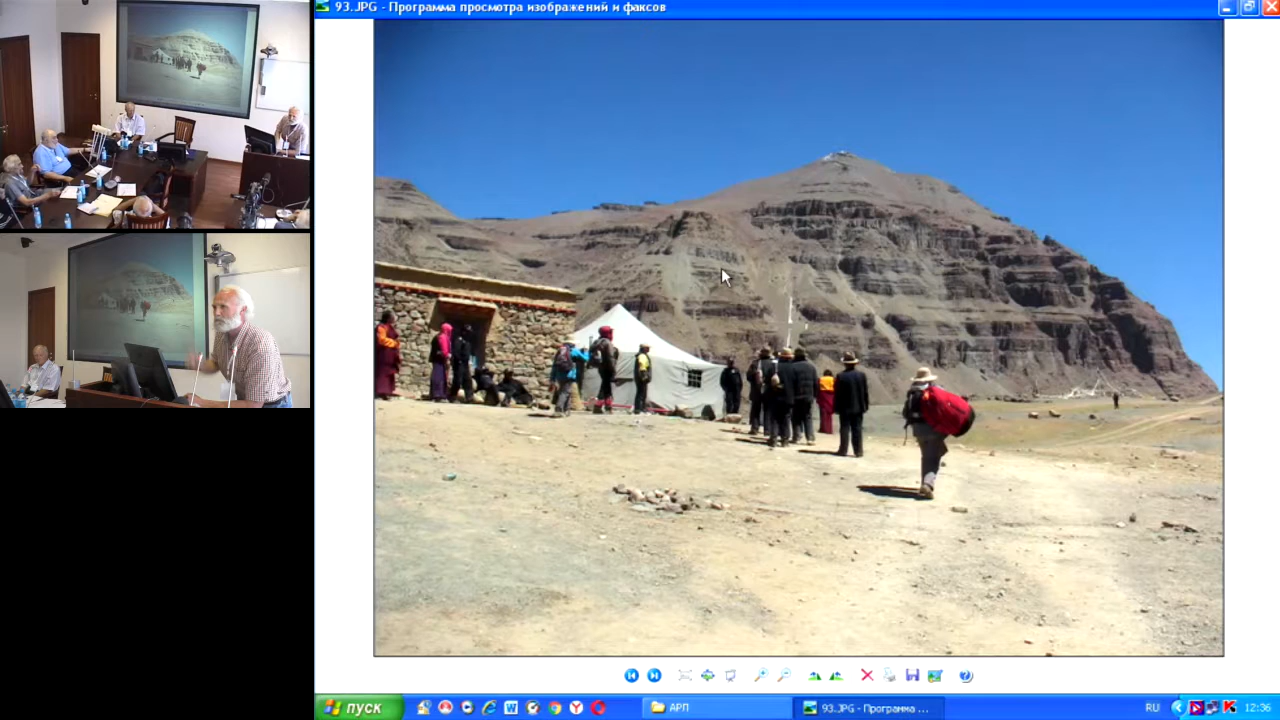 93.JPG - Программа просмотра изображений и факсов
пуск
АРП
93.JPG - Программа ...
RU
12:36